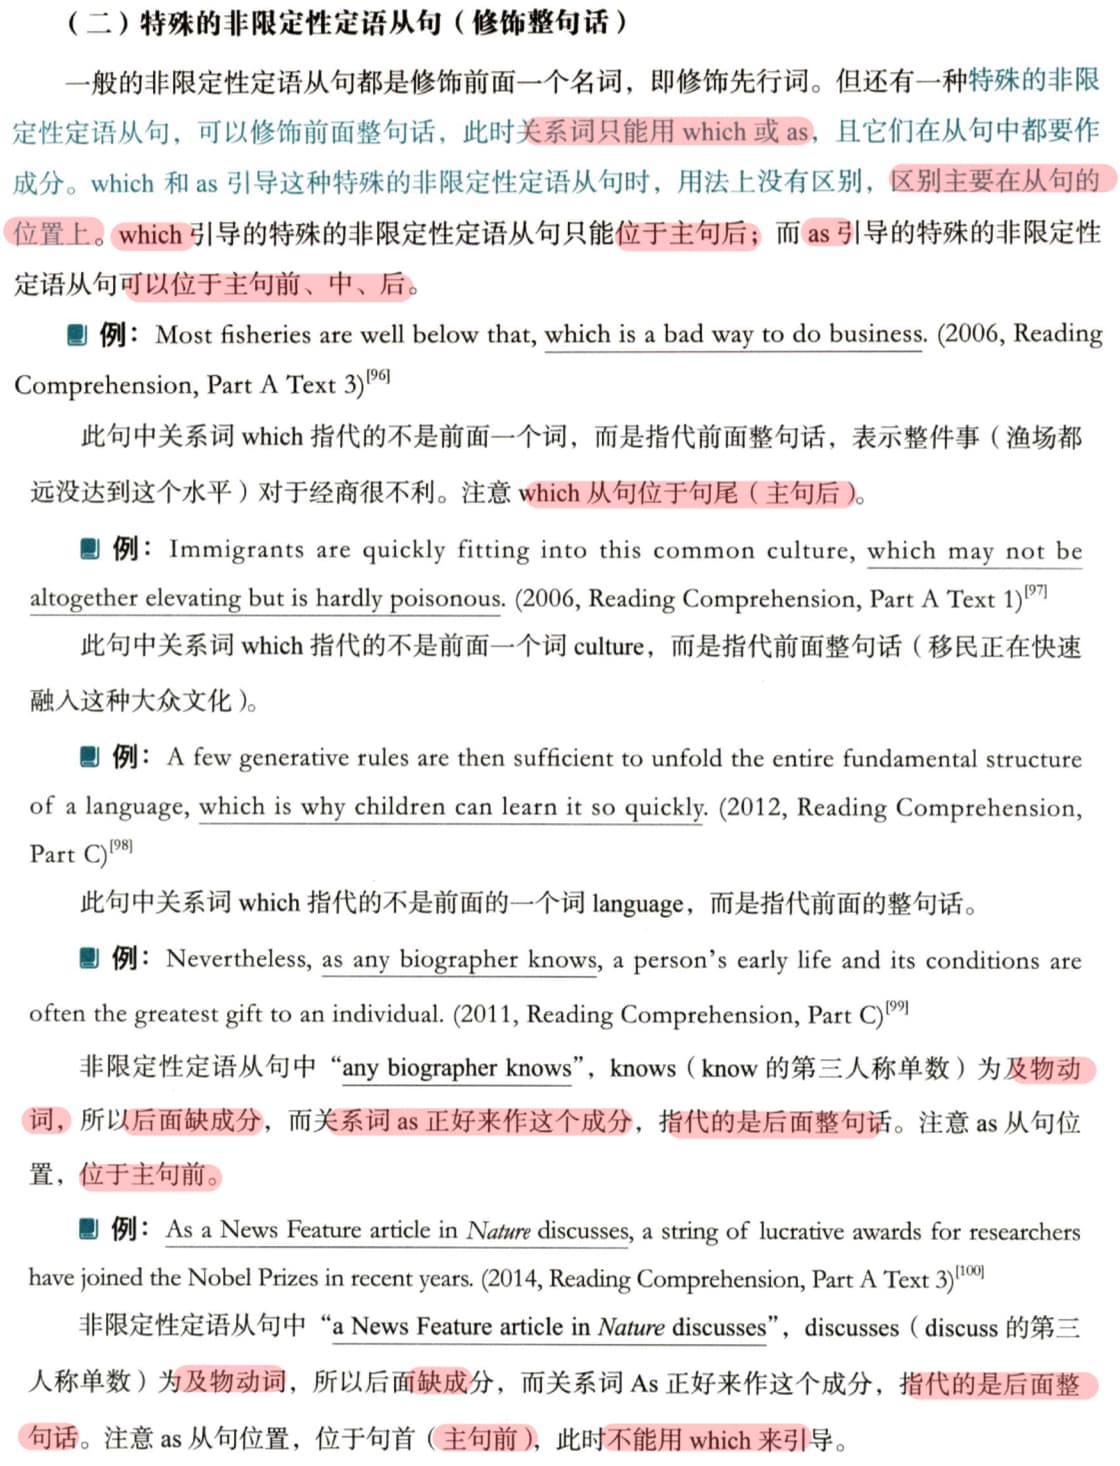 （二）特殊的非限定性定语从句（修饰整句话）
一般的非限定性定语从句都是修饰前面一个名词，即修饰先行词。但还有一种特殊的非限
定性定语从句，可以修饰前面整句话，此时关系词只能用 which 或 as，且它们在从句中都要作
成分。which 和 as 引导这种特殊的非限定性定语从句时，用法上没有区别，区别主要在从句的
位置上。which 引导的特殊的非限定性定语从句只能位于主句后；而 as 引导的特殊的非限定性
定语从句可以位于主句前、中、后。
例：Most fisheries are well below that, which is a bad way to do business. (2006, Reading
Comprehension, Part A Text 3)[96]
此句中关系词 which 指代的不是前面一个词，而是指代前面整句话，表示整件事（渔场都
远没达到这个水平）对于经商很不利。注意 which 从句位于句尾（主句后）。
例：Immigrants are quickly fitting into this common culture, which may not be
altogether elevating but is hardly poisonous. (2006, Reading Comprehension, Part A Text 1)[97]
此句中关系词 which 指代的不是前面一个词 culture，而是指代前面整句话（移民正在快速
融入这种大众文化）。
例：A few generative rules are then sufficient to unfold the entire fundamental structure
of a language, which is why children can learn it so quickly. (2012, Reading Comprehension,
Part C)[98]
此句中关系词 which 指代的不是前面的一个词 language，而是指代前面的整句话。
例：Nevertheless, as any biographer knows, a person’s early life and its conditions are
often the greatest gift to an individual. (2011, Reading Comprehension, Part C)[99]
非限定性定语从句中“any biographer knows”，knows（know 的第三人称单数）为及物动
词，所以后面缺成分，而关系词 as 正好来作这个成分，指代的是后面整句话。注意 as 从句位
置，位于主句前。
例：As a News Feature article in Nature discusses, a string of lucrative awards for researchers
have joined the Nobel Prizes in recent years. (2014, Reading Comprehension, Part A Text 3)[100]
非限定性定语从句中“a News Feature article in Nature discusses”，discusses（discuss 的第三
人称单数）为及物动词，所以后面缺成分，而关系词 As 正好来作这个成分，指代的是后面整
句话。注意 as 从句位置，位于句首（主句前），此时不能用 which 来引导。